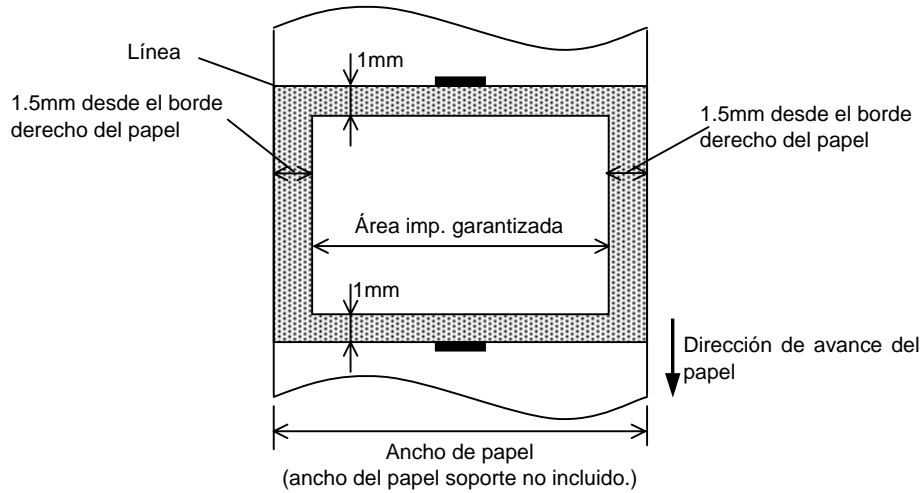 1mm
Línea
1.5mm desde el borde
derecho del papel
1.5mm desde el borde
derecho del papel
Área imp. garantizada
1mm
Dirección de avance del
papel
Ancho de papel
(ancho del papel soporte no incluido.)